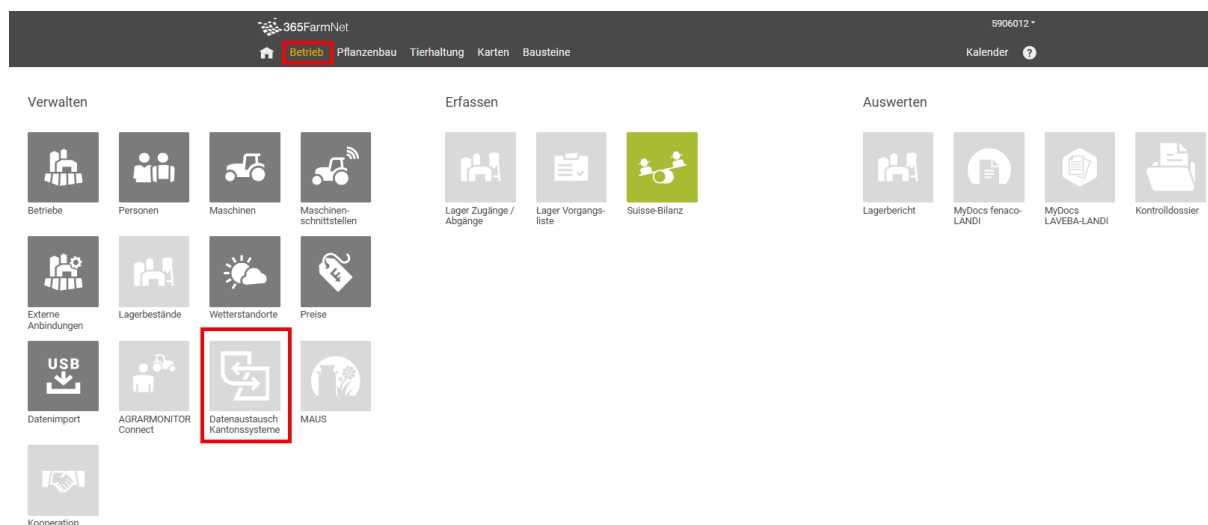 365FarmNet
5906012
Betrieb Pflanzenbau Tierhaltung Karten Bausteine
Kalender ?
Verwalten
Betriebe
Personen
Maschinen
Maschinen-
schnittstellen
Externe
Anbindungen
Lagerbestände
Wetterstandorte
Preise
USB
Datenimport
AGRARMONITOR
Connect
Datenaustausch
Kantonssysteme
MAUS
Kooperation
Erfassen
Lager Zugänge /
Abgänge
Lager Vorgangs-
liste
Suisse-Bilanz
Auswerten
Lagerbericht
MyDocs fenaco-
LANDI
MyDocs
LAVEBA-LANDI
Kontrolldossier